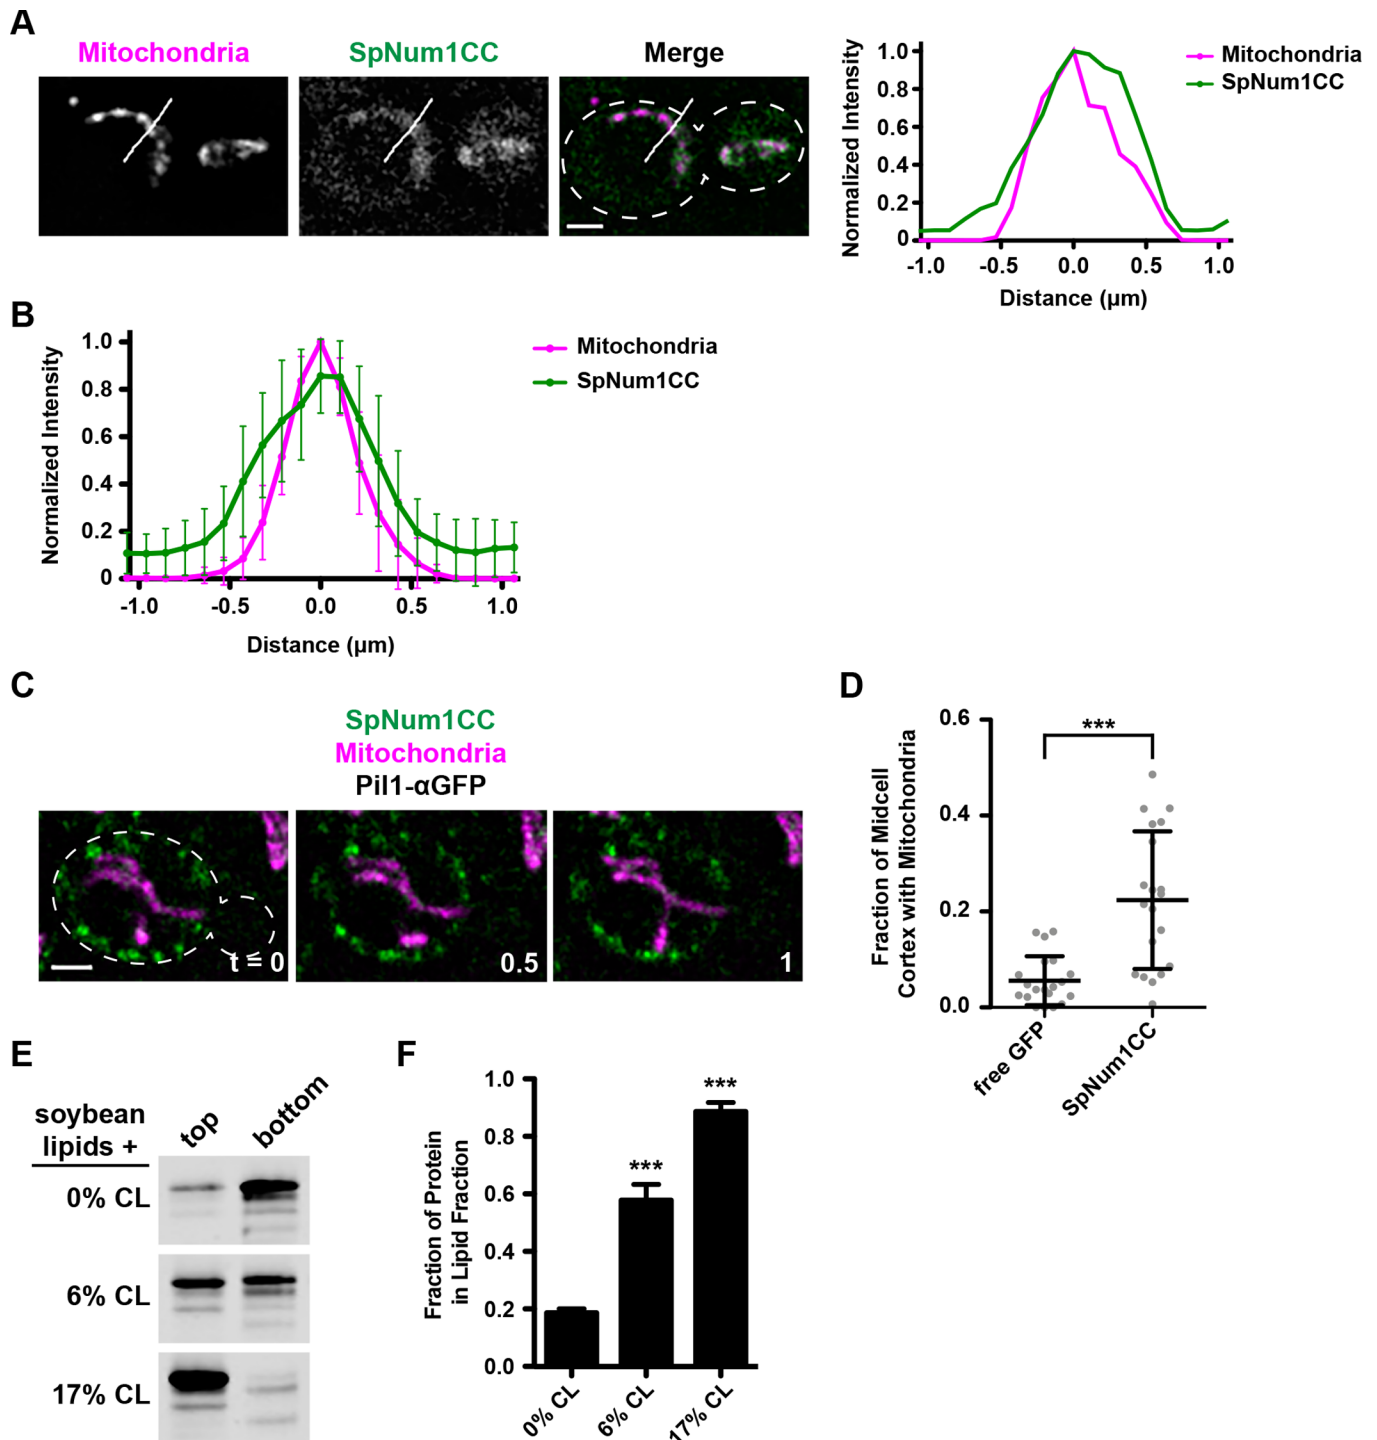 A
Mitochondria
SpNum1CC
Merge
Normalized Intensity
1.0
0.8
0.6
0.4
0.2
0
-1.0 -0.5 0.0 0.5 1.0
Distance (µm)
Mitochondria
SpNum1CC
B
Normalized Intensity
1.0
0.8
0.6
0.4
0.2
0
-1.0 -0.5 0.0 0.5 1.0
Distance (µm)
Mitochondria
SpNum1CC
C
SpNum1CC
Mitochondria
Pil1-αGFP
t = 0
0.5
1
D
Fraction of Midcell
Cortex with Mitochondria
0.6
0.4
0.2
0.0
***
free GFP
SpNum1CC
E
soybean
lipids +
top
bottom
0% CL
6% CL
17% CL
F
Fraction of Protein
in Lipid Fraction
1.0
0.8
0.6
0.4
0.2
0.0
***
***
0% CL
6% CL
17% CL